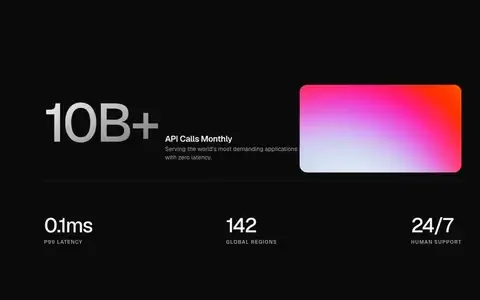 10B+
API Calls Monthly
Serving the world's most demanding applications
with zero latency.
0.1ms
P99 LATENCY
142
GLOBAL REGIONS
24/7
HUMAN SUPPORT